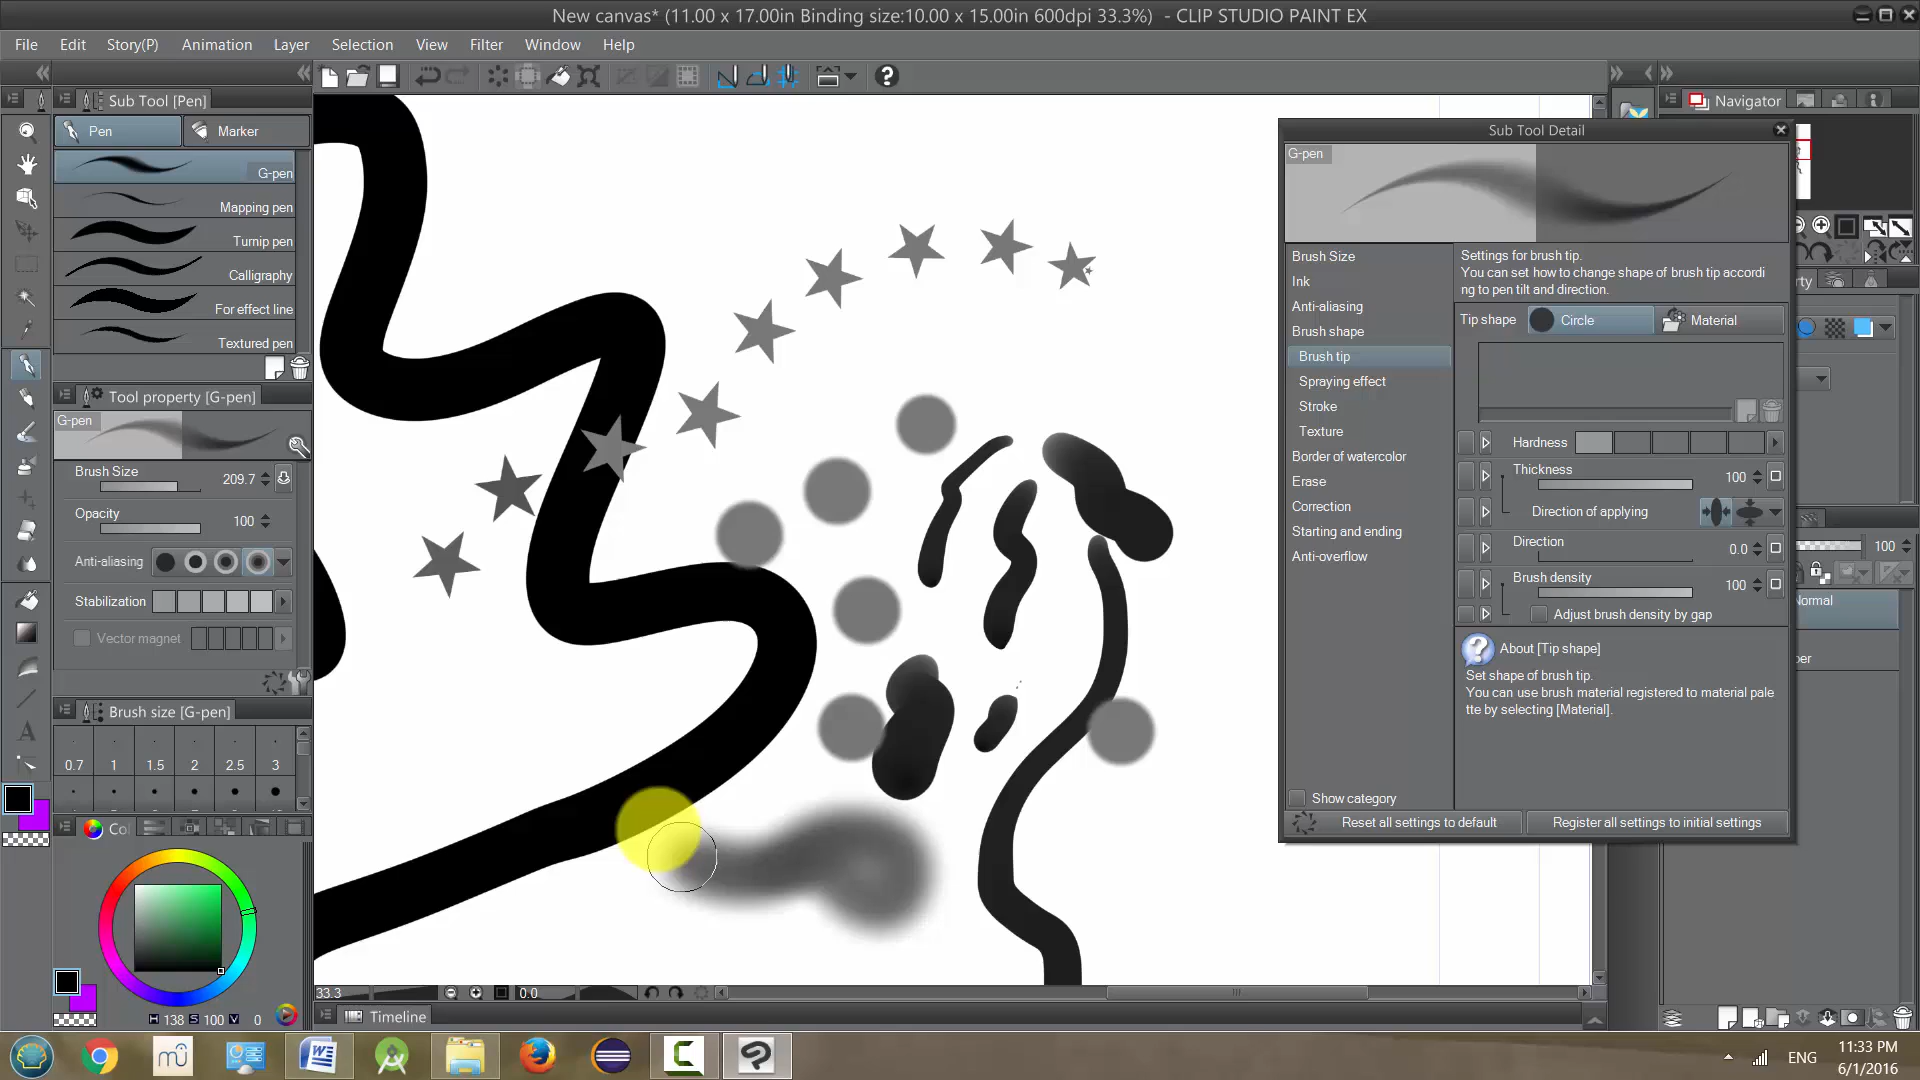 New canvas* (11.00 x 17.00in Binding size:10.00 x 15.00in 600dpi 33.3%) - CLIP STUDIO PAINT EX
File Edit Story(P) Animation Layer Selection View Filter Window Help
Sub Tool [Pen]
Pen Marker
G-pen
Mapping pen
Turnip pen
Calligraphy
For effect line
Textured pen
Tool property [G-pen]
G-pen
Brush Size 209.7
Opacity 100
Anti-aliasing
Stabilization
Vector magnet
Brush size [G-pen]
0.7 1 1.5 2 2.5 3
Col
H 138 S 100 V 0
33.3 0.0
Timeline
Sub Tool Detail
G-pen
Brush Size
Ink
Anti-aliasing
Brush shape
Brush tip
Spraying effect
Stroke
Texture
Border of watercolor
Erase
Correction
Starting and ending
Anti-overflow
Show category
Settings for brush tip.
You can set how to change shape of brush tip accordi
ng to pen tilt and direction.
Tip shape Circle Material
Hardness
Thickness 100
Direction of applying
Direction 0.0
Brush density 100
Adjust brush density by gap
About [Tip shape]
Set shape of brush tip.
You can use brush material registered to material pale
tte by selecting [Material].
Reset all settings to default Register all settings to initial settings
Navigator
rty
100
Normal
per
W
C
ENG
11:33 PM
6/1/2016